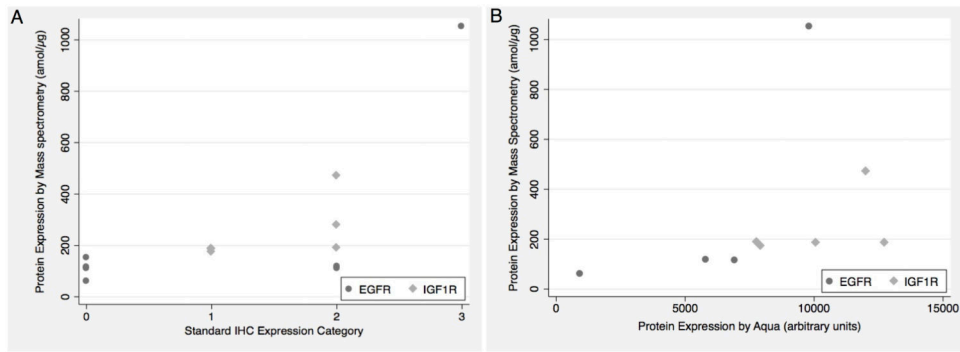 A
Protein Expression by Mass spectrometry (amol/µg)
1000
800
600
400
200
0
0 1 2 3
Standard IHC Expression Category
EGFR IGF1R
B
Protein Expression by Mass Spectrometry (amol/µg)
1000
800
600
400
200
0
0 5000 10000 15000
Protein Expression by Aqua (arbitrary units)
EGFR IGF1R